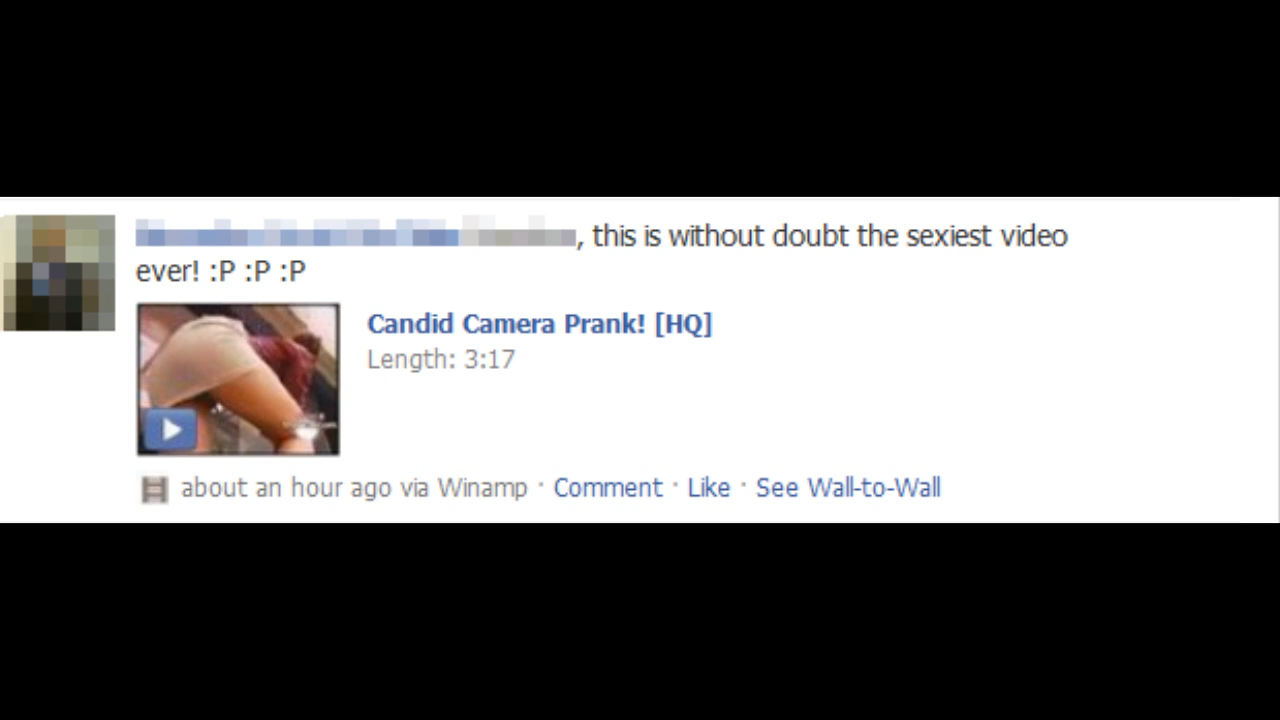 , this is without doubt the sexiest video
ever! :P :P :P
Candid Camera Prank! [HQ]
Length: 3:17
about an hour ago via Winamp · Comment · Like · See Wall-to-Wall